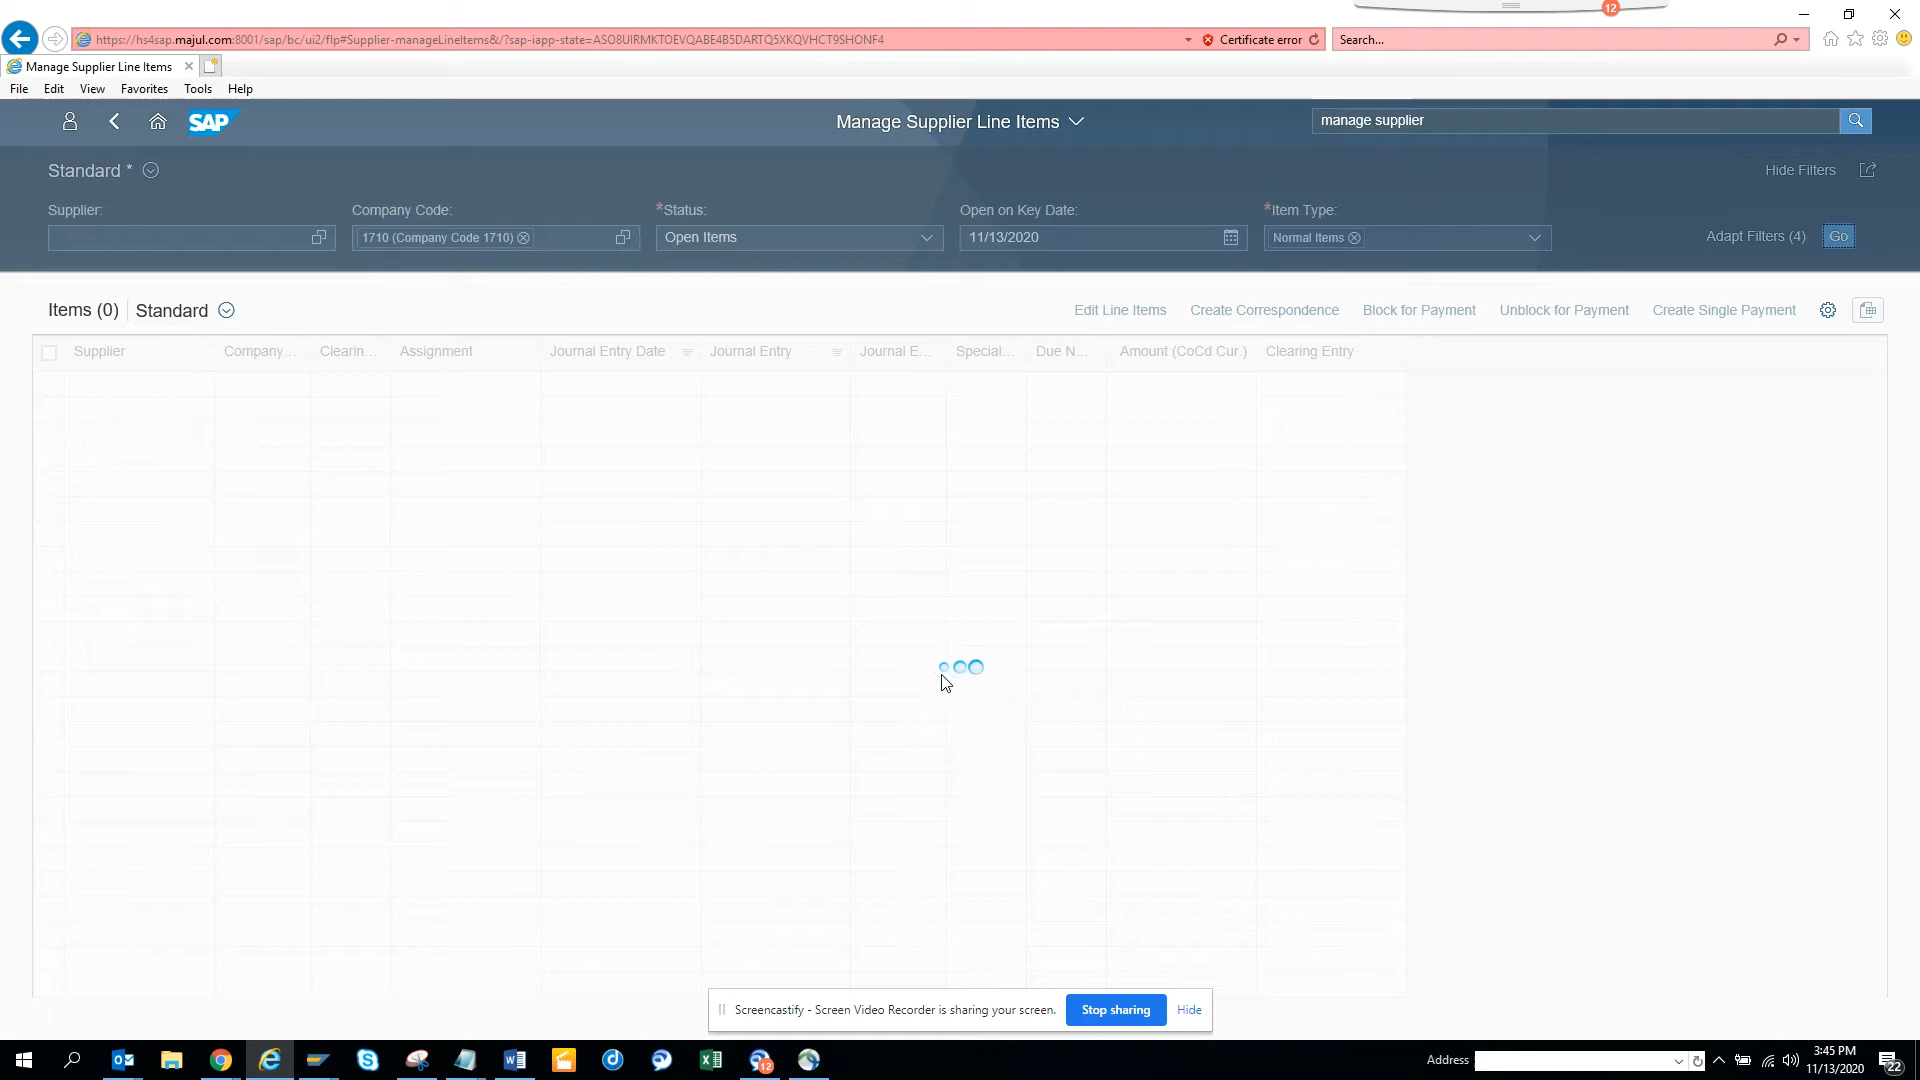 12
https://hs4sap.majul.com:8001/sap/bc/ui2/flp#Supplier-manageLineItems&/?sap-iapp-state=ASO8UIRMKTOEVQABE4B5DARTQ5XKQVHCT9SHONF4
Certificate error
Search...
Manage Supplier Line Items
File Edit View Favorites Tools Help
SAP
Manage Supplier Line Items
manage supplier
Standard *
Hide Filters
Supplier: Company Code: *Status: Open on Key Date: *Item Type:
1710 (Company Code 1710) Open Items 11/13/2020 Normal Items Adapt Filters (4) Go
Items (0) Standard Edit Line Items Create Correspondence Block for Payment Unblock for Payment Create Single Payment
Supplier Company... Clearin... Assignment Journal Entry Date Journal Entry Journal E... Special... Due N... Amount (CoCd Cur.) Clearing Entry
Screencastify - Screen Video Recorder is sharing your screen. Stop sharing Hide
12
Address
3:45 PM
11/13/2020
22